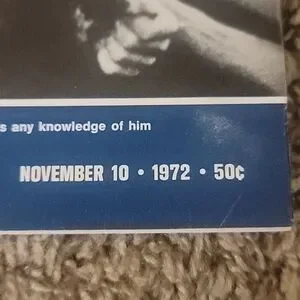 s any knowledge of him
NOVEMBER 10 • 1972 • 50¢